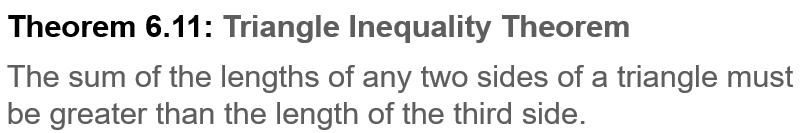 Theorem 6.11: Triangle Inequality Theorem
The sum of the lengths of any two sides of a triangle must
be greater than the length of the third side.